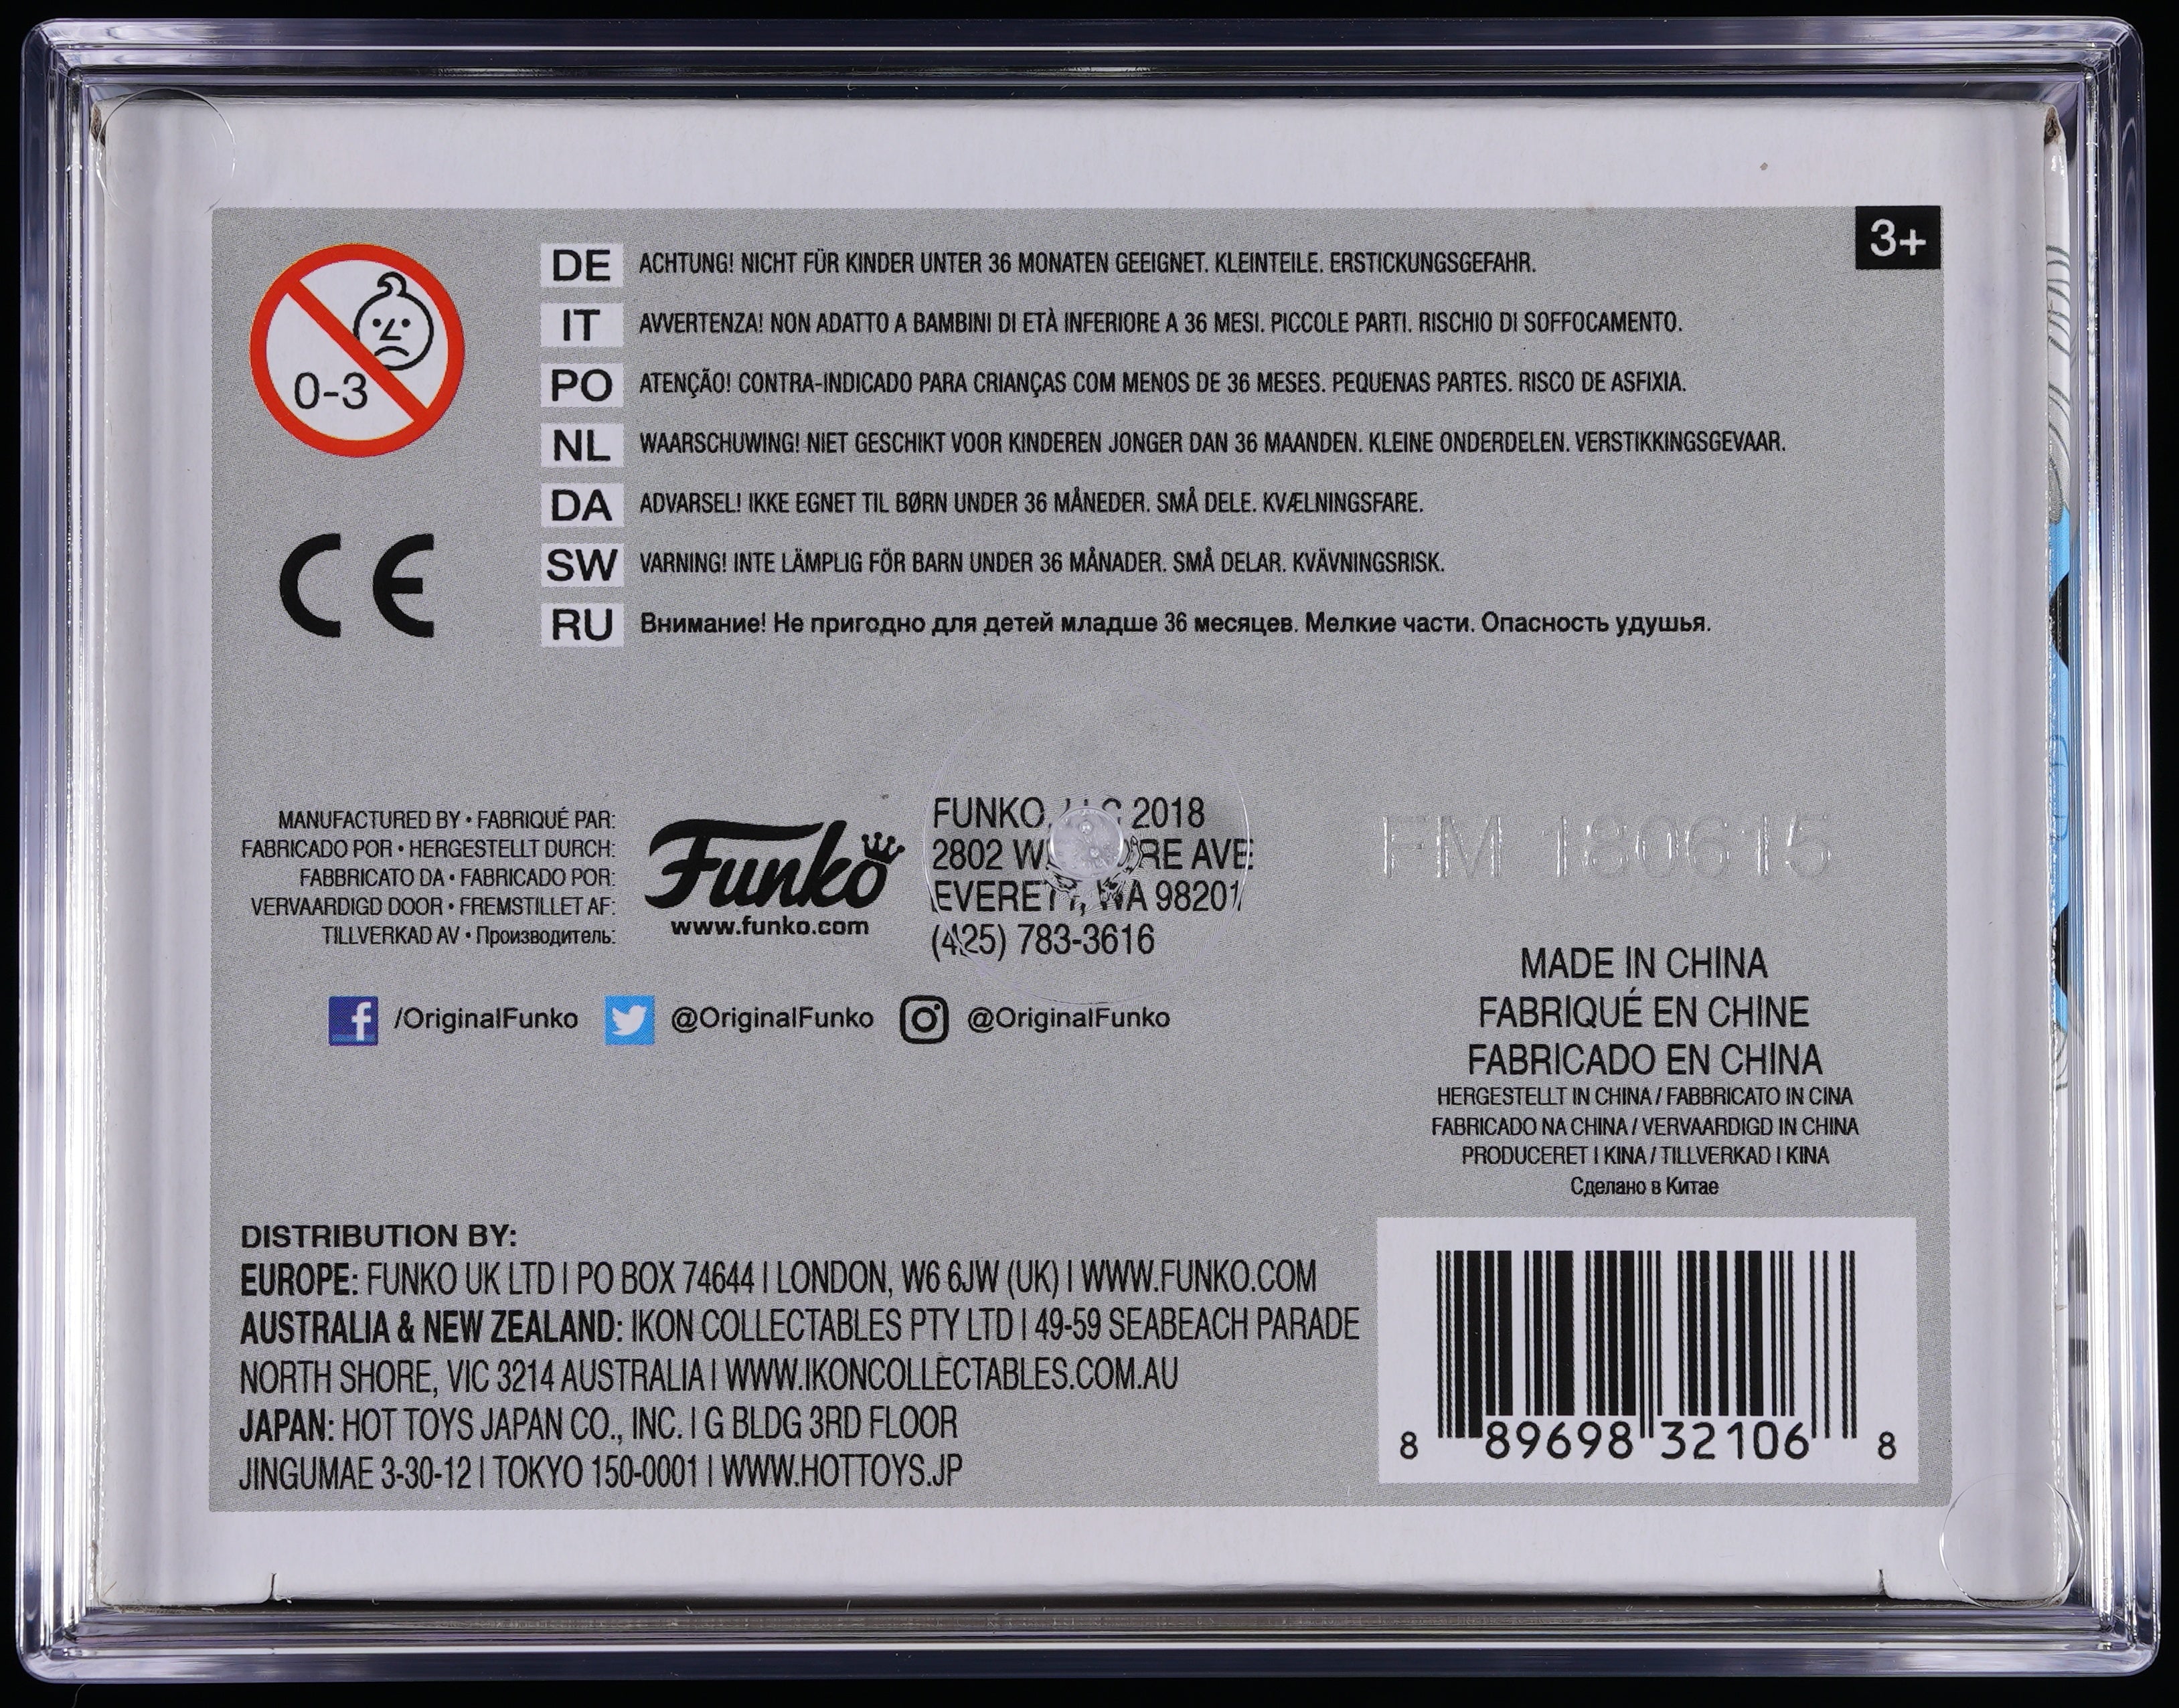 3+
0-3
DE ACHTUNG! NICHT FÜR KINDER UNTER 36 MONATEN GEEIGNET. KLEINTEILE. ERSTICKUNGSGEFAHR.
IT AVVERTENZA! NON ADATTO A BAMBINI DI ETÀ INFERIORE A 36 MESI. PICCOLE PARTI. RISCHIO DI SOFFOCAMENTO.
PO ATENÇÃO! CONTRA-INDICADO PARA CRIANÇAS COM MENOS DE 36 MESES. PEQUENAS PARTES. RISCO DE ASFIXIA.
NL WAARSCHUWING! NIET GESCHIKT VOOR KINDEREN JONGER DAN 36 MAANDEN. KLEINE ONDERDELEN. VERSTIKKINGSGEVAAR.
DA ADVARSEL! IKKE EGNET TIL BØRN UNDER 36 MÅNEDER. SMÅ DELE. KVÆLNINGSFARE.
SW VARNING! INTE LÄMPLIG FÖR BARN UNDER 36 MÅNADER. SMÅ DELAR. KVÄVNINGSRISK.
RU Внимание! Не пригодно для детей младше 36 месяцев. Мелкие части. Опасность удушья.
CE
MANUFACTURED BY • FABRIQUÉ PAR:
FABRICADO POR • HERGESTELLT DURCH:
FABBRICATO DA • FABRICADO POR:
VERVAARDIGD DOOR • FREMSTILLET AF:
TILLVERKAD AV • Производитель:
Funko
www.funko.com
FUNKO, 2018
2802 AVE
EVERETT, WA 98201
(425) 783-3616
FM 180615
/OriginalFunko @OriginalFunko @OriginalFunko
MADE IN CHINA
FABRIQUÉ EN CHINE
FABRICADO EN CHINA
HERGESTELLT IN CHINA / FABBRICATO IN CINA
FABRICADO NA CHINA / VERVAARDIGD IN CHINA
PRODUCERET I KINA / TILLVERKAD I KINA
Сделано в Китае
DISTRIBUTION BY:
EUROPE: FUNKO UK LTD | PO BOX 74644 | LONDON, W6 6JW (UK) | WWW.FUNKO.COM
AUSTRALIA & NEW ZEALAND: IKON COLLECTABLES PTY LTD | 49-59 SEABEACH PARADE
NORTH SHORE, VIC 3214 AUSTRALIA | WWW.IKONCOLLECTABLES.COM.AU
JAPAN: HOT TOYS JAPAN CO., INC. | G BLDG 3RD FLOOR
JINGUMAE 3-30-12 | TOKYO 150-0001 | WWW.HOTTOYS.JP
8 89698 32106 8